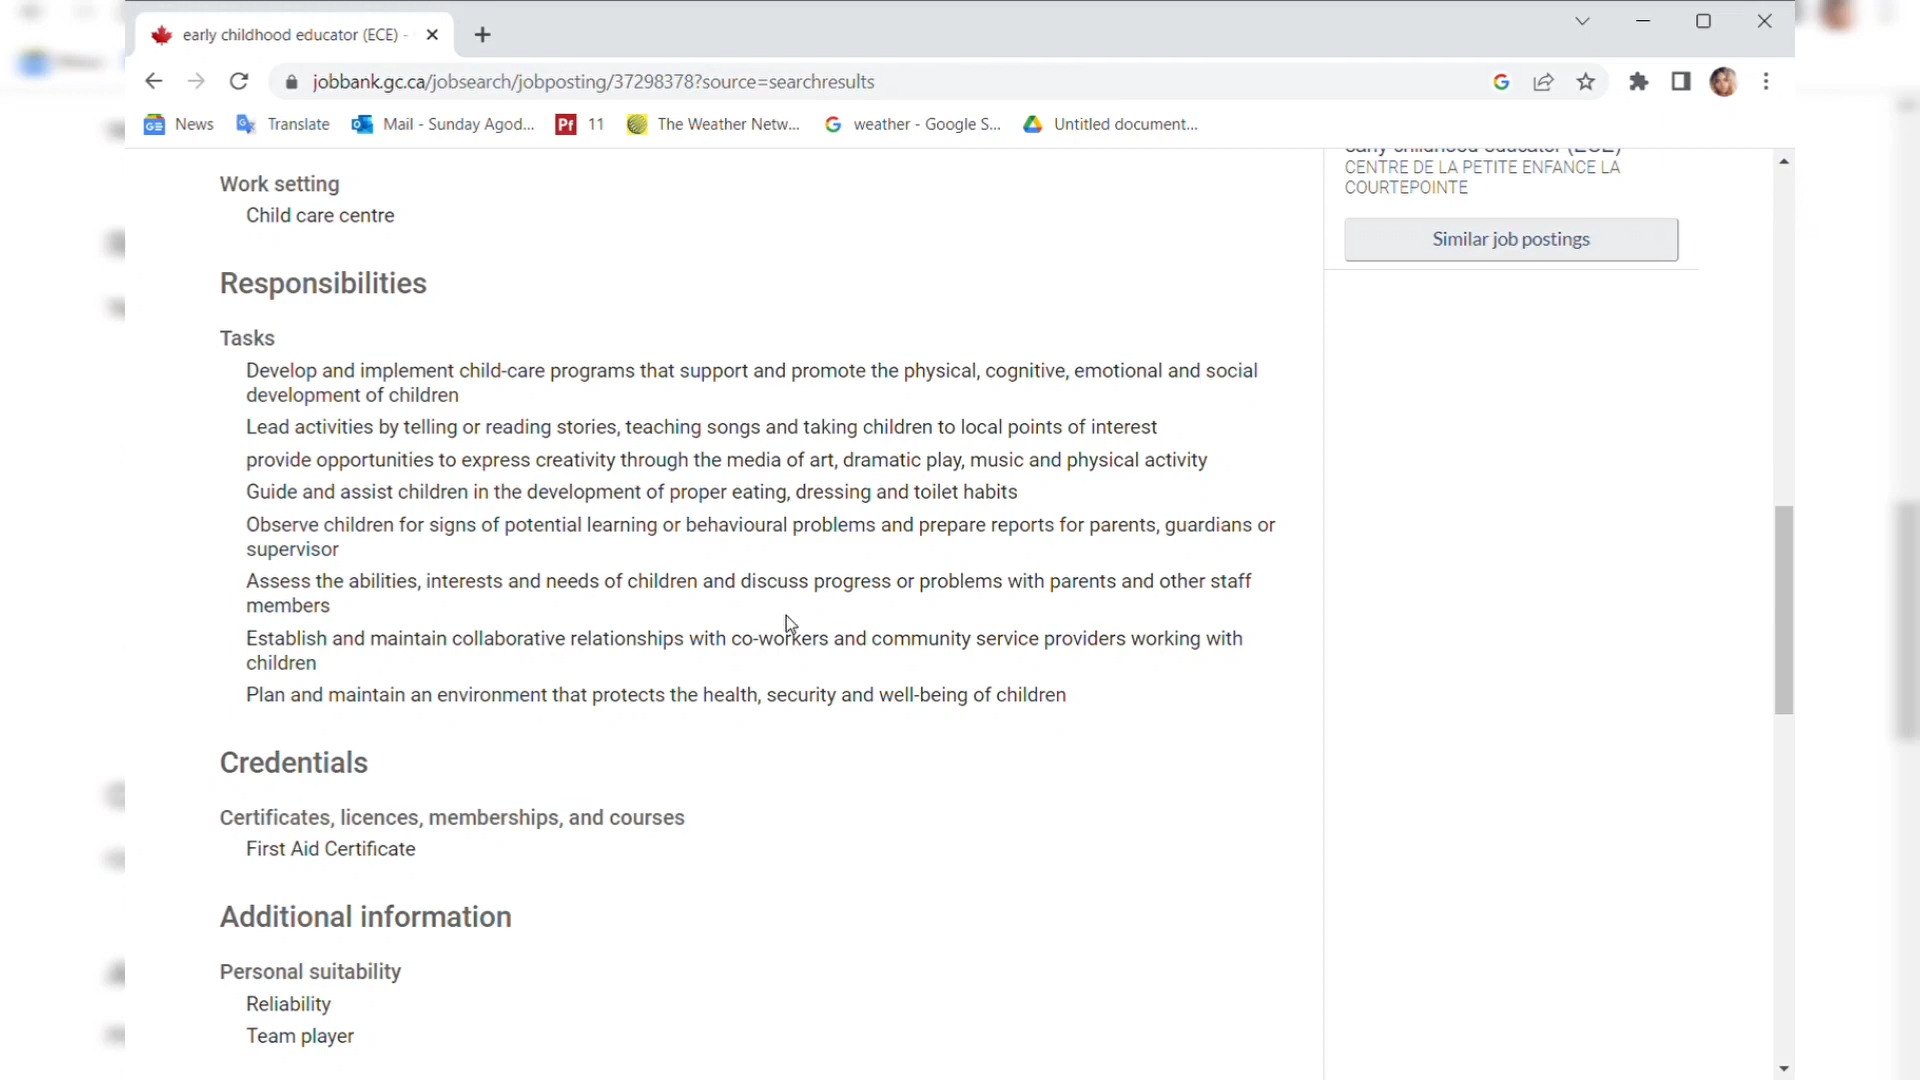 early childhood educator (ECE) -
jobbank.gc.ca/jobsearch/jobposting/37298378?source=searchresults
News
Translate
Mail - Sunday Agod...
11
The Weather Netw...
weather - Google S...
Untitled document...
early childhood educator (ECE)
CENTRE DE LA PETITE ENFANCE LA
COURTEPOINTE
Similar job postings
Work setting
Child care centre
Responsibilities
Tasks
Develop and implement child-care programs that support and promote the physical, cognitive, emotional and social
development of children
Lead activities by telling or reading stories, teaching songs and taking children to local points of interest
provide opportunities to express creativity through the media of art, dramatic play, music and physical activity
Guide and assist children in the development of proper eating, dressing and toilet habits
Observe children for signs of potential learning or behavioural problems and prepare reports for parents, guardians or
supervisor
Assess the abilities, interests and needs of children and discuss progress or problems with parents and other staff
members
Establish and maintain collaborative relationships with co-workers and community service providers working with
children
Plan and maintain an environment that protects the health, security and well-being of children
Credentials
Certificates, licences, memberships, and courses
First Aid Certificate
Additional information
Personal suitability
Reliability
Team player